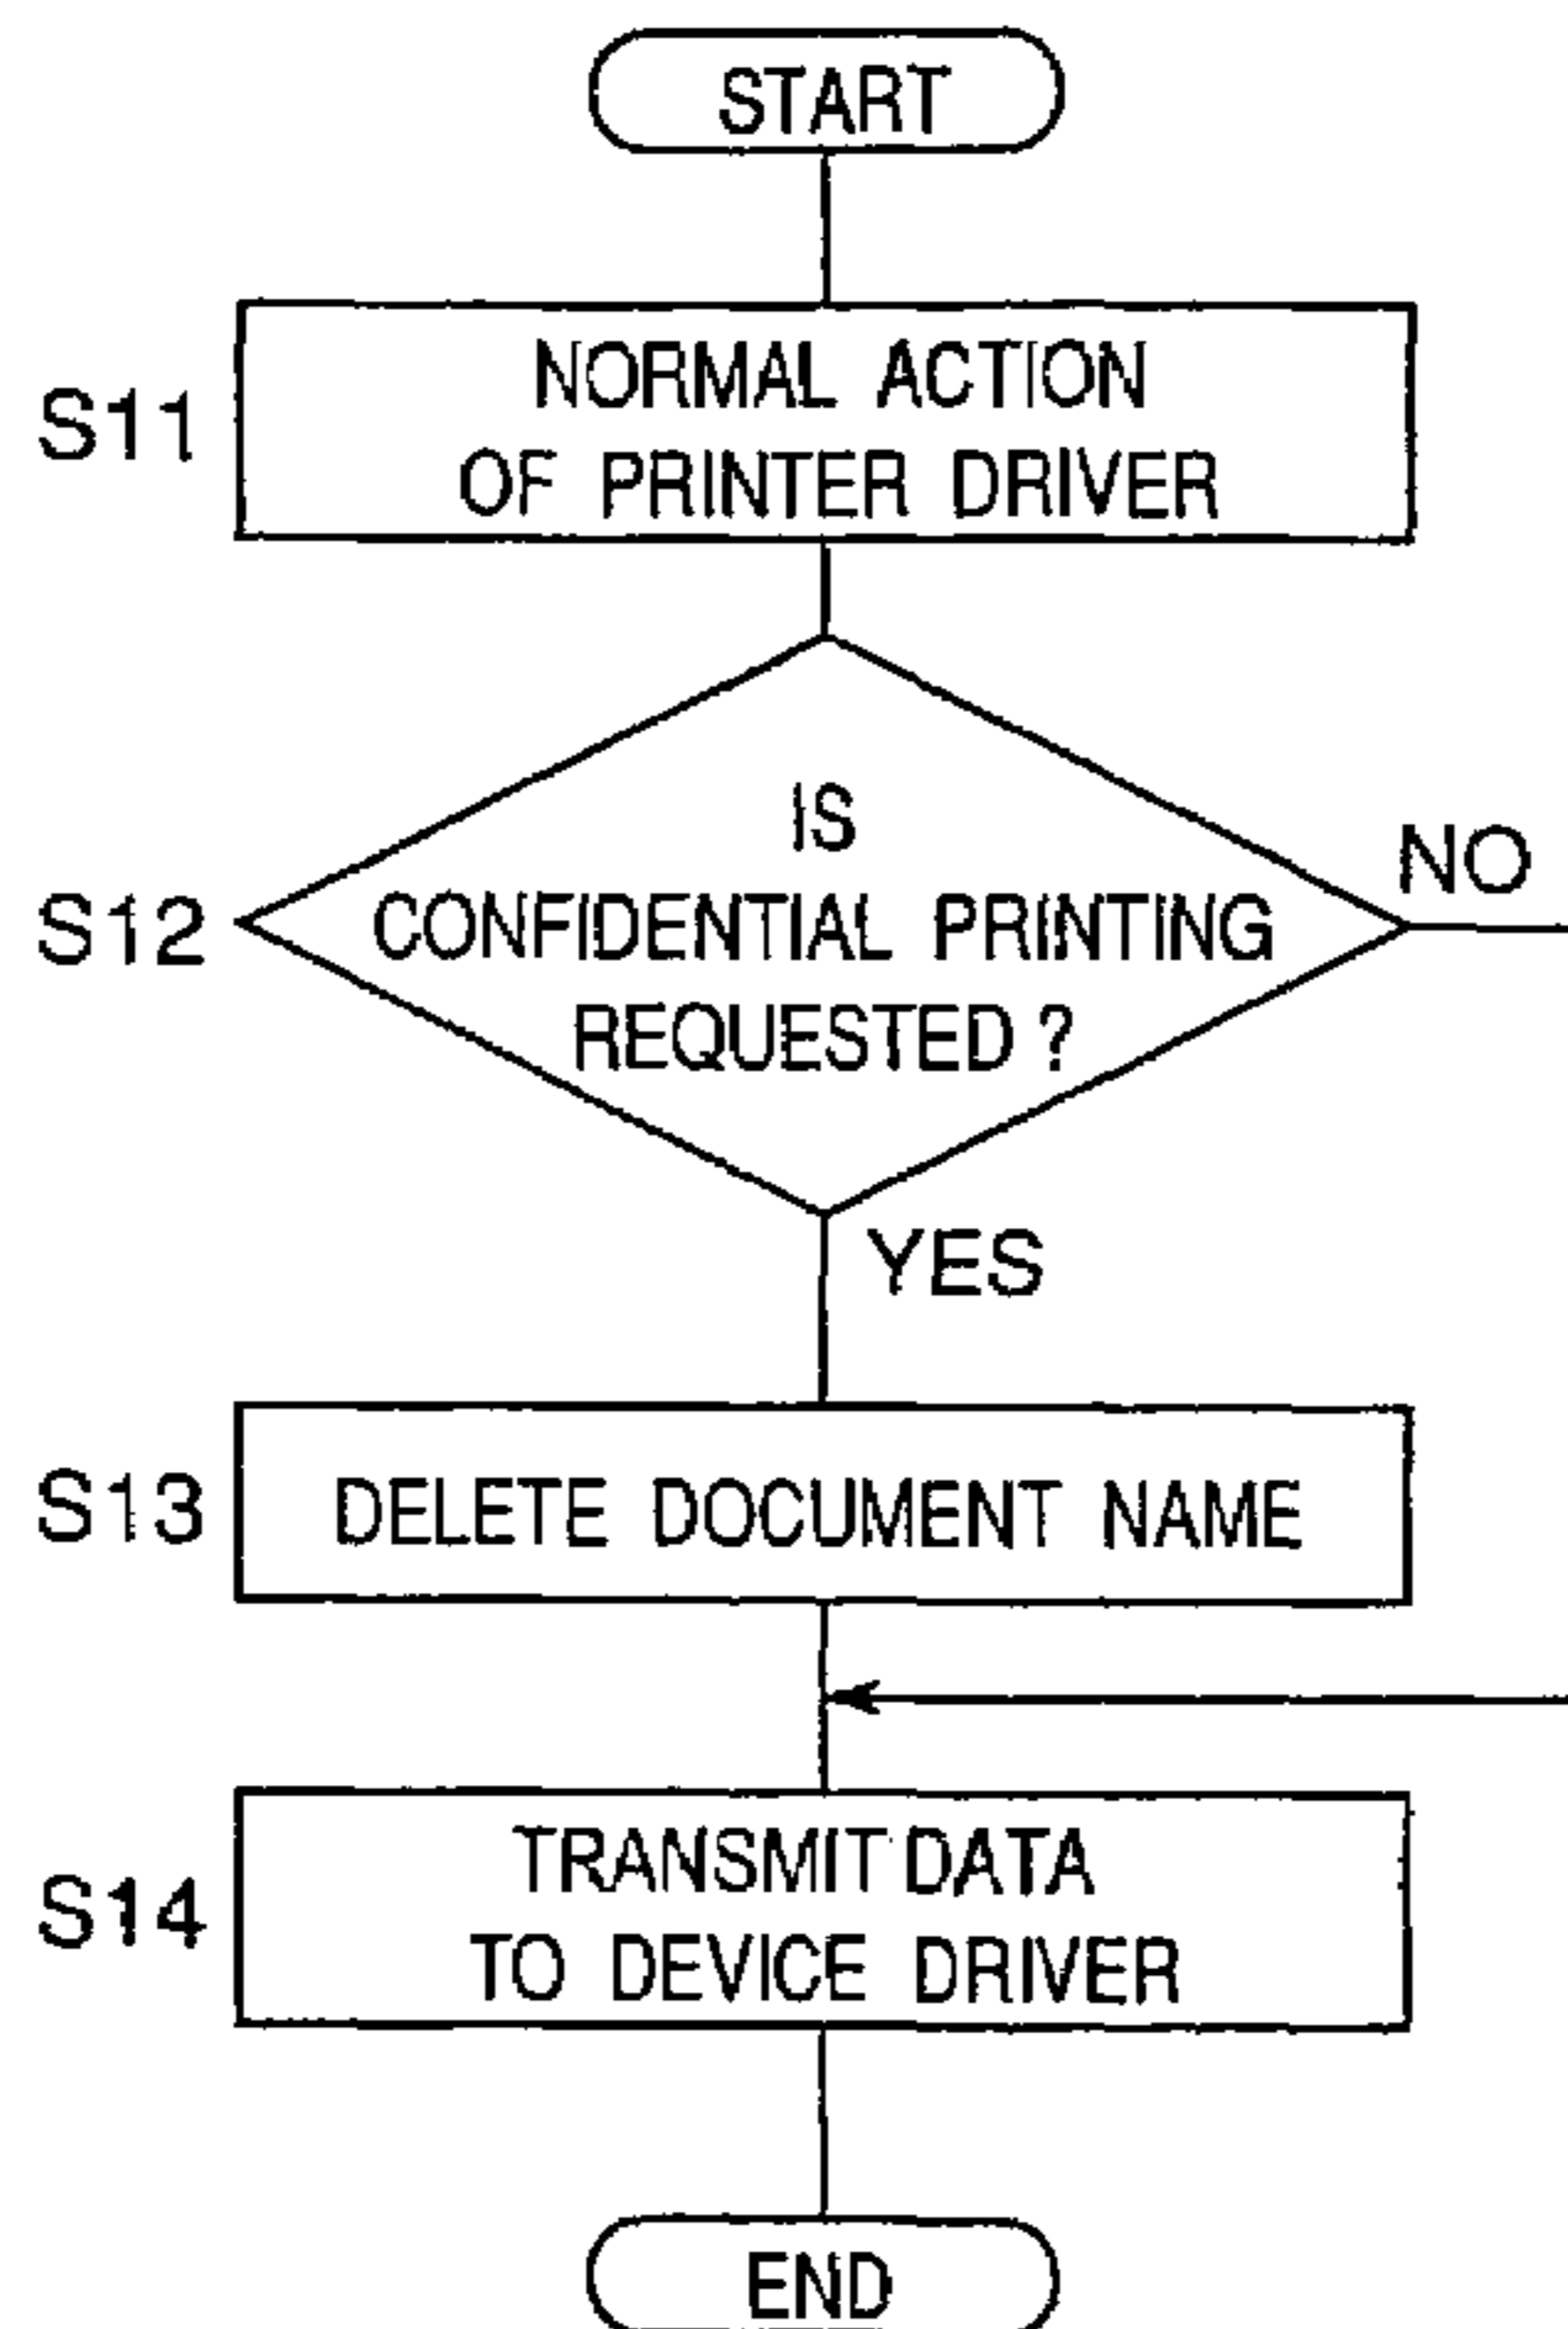 START
S11
NORMAL ACTION
OF PRINTER DRIVER
S12
IS
CONFIDENTIAL PRINTING
REQUESTED ?
NO
YES
S13
DELETE DOCUMENT NAME
S14
TRANSMIT DATA
TO DEVICE DRIVER
END